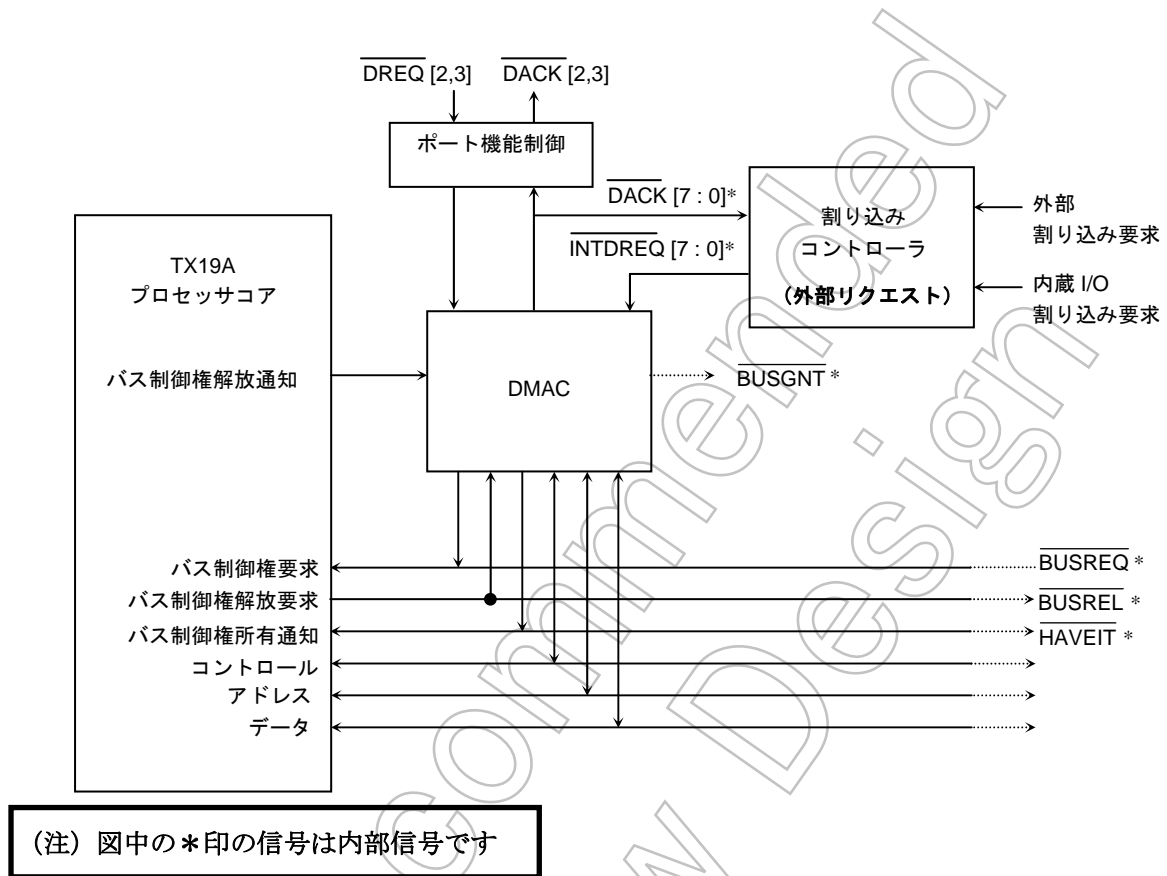 DREQ [2,3] DACK [2,3]
ポート機能制御
DACK [7 : 0]*
INTDREQ [7 : 0]*
割り込み
コントローラ
（外部リクエスト）
外部
割り込み要求
内蔵 I/O
割り込み要求
TX19A
プロセッサコア
バス制御権解放通知
DMAC
BUSGNT *
バス制御権要求
BUSREQ *
バス制御権解放要求
BUSREL *
バス制御権所有通知
HAVEIT *
コントロール
アドレス
データ
（注）図中の＊印の信号は内部信号です
commended
w Design